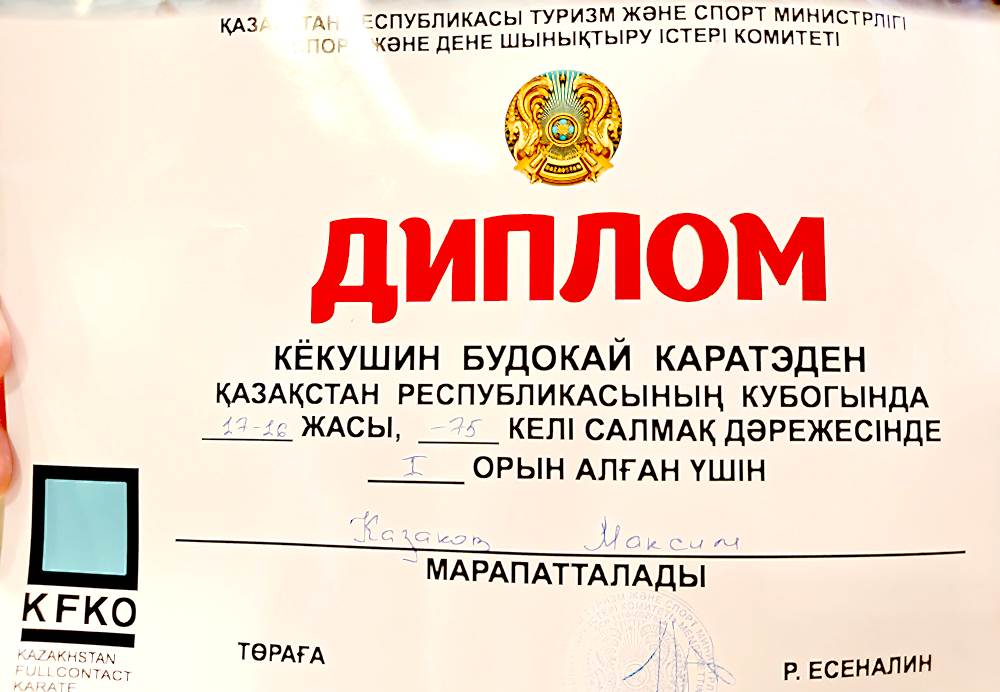 ҚАЗАҚСТАН РЕСПУБЛИКАСЫ ТУРИЗМ ЖӘНЕ СПОРТ МИНИСТРЛІГІ
СПОРТ ЖӘНЕ ДЕНЕ ШЫНЫҚТЫРУ ІСТЕРІ КОМИТЕТІ
ДИПЛОМ
КЁКУШИН БУДОКАЙ КАРАТЭДЕН
ҚАЗАҚСТАН РЕСПУБЛИКАСЫНЫҢ КУБОГЫНДА
17-16 ЖАСЫ, -75 КЕЛІ САЛМАҚ ДӘРЕЖЕСІНДЕ
I ОРЫН АЛҒАН ҮШІН
Казаков Максим
МАРАПАТТАЛАДЫ
KFKO
KAZAKHSTAN
FULLCONTACT
KARATE
ТӨРАҒА
Р. ЕСЕНАЛИН